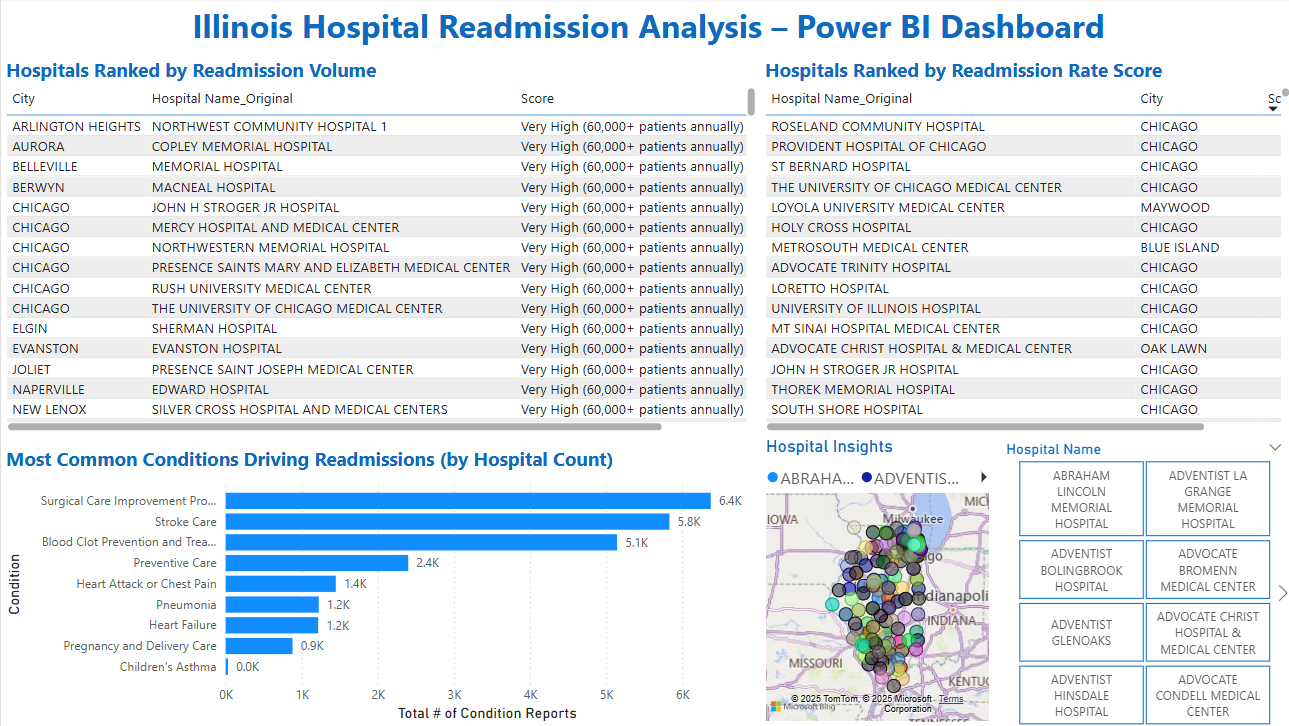 Illinois Hospital Readmission Analysis – Power BI Dashboard
Hospitals Ranked by Readmission Volume
City Hospital Name_Original Score
ARLINGTON HEIGHTS NORTHWEST COMMUNITY HOSPITAL 1 Very High (60,000+ patients annually)
AURORA COPLEY MEMORIAL HOSPITAL Very High (60,000+ patients annually)
BELLEVILLE MEMORIAL HOSPITAL Very High (60,000+ patients annually)
BERWYN MACNEAL HOSPITAL Very High (60,000+ patients annually)
CHICAGO JOHN H STROGER JR HOSPITAL Very High (60,000+ patients annually)
CHICAGO MERCY HOSPITAL AND MEDICAL CENTER Very High (60,000+ patients annually)
CHICAGO NORTHWESTERN MEMORIAL HOSPITAL Very High (60,000+ patients annually)
CHICAGO PRESENCE SAINTS MARY AND ELIZABETH MEDICAL CENTER Very High (60,000+ patients annually)
CHICAGO RUSH UNIVERSITY MEDICAL CENTER Very High (60,000+ patients annually)
CHICAGO THE UNIVERSITY OF CHICAGO MEDICAL CENTER Very High (60,000+ patients annually)
ELGIN SHERMAN HOSPITAL Very High (60,000+ patients annually)
EVANSTON EVANSTON HOSPITAL Very High (60,000+ patients annually)
JOLIET PRESENCE SAINT JOSEPH MEDICAL CENTER Very High (60,000+ patients annually)
NAPERVILLE EDWARD HOSPITAL Very High (60,000+ patients annually)
NEW LENOX SILVER CROSS HOSPITAL AND MEDICAL CENTERS Very High (60,000+ patients annually)
Hospitals Ranked by Readmission Rate Score
Hospital Name_Original City Sc
ROSELAND COMMUNITY HOSPITAL CHICAGO
PROVIDENT HOSPITAL OF CHICAGO CHICAGO
ST BERNARD HOSPITAL CHICAGO
THE UNIVERSITY OF CHICAGO MEDICAL CENTER CHICAGO
LOYOLA UNIVERSITY MEDICAL CENTER MAYWOOD
HOLY CROSS HOSPITAL CHICAGO
METROSOUTH MEDICAL CENTER BLUE ISLAND
ADVOCATE TRINITY HOSPITAL CHICAGO
LORETTO HOSPITAL CHICAGO
UNIVERSITY OF ILLINOIS HOSPITAL CHICAGO
MT SINAI HOSPITAL MEDICAL CENTER CHICAGO
ADVOCATE CHRIST HOSPITAL & MEDICAL CENTER OAK LAWN
JOHN H STROGER JR HOSPITAL CHICAGO
THOREK MEMORIAL HOSPITAL CHICAGO
SOUTH SHORE HOSPITAL CHICAGO
Most Common Conditions Driving Readmissions (by Hospital Count)
Condition
Surgical Care Improvement Pro... 6.4K
Stroke Care 5.8K
Blood Clot Prevention and Trea... 5.1K
Preventive Care 2.4K
Heart Attack or Chest Pain 1.4K
Pneumonia 1.2K
Heart Failure 1.2K
Pregnancy and Delivery Care 0.9K
Children's Asthma 0.0K
0K 1K 2K 3K 4K 5K 6K
Total # of Condition Reports
Hospital Insights
ABRAHA... ADVENTIS...
MICH
IOWA
Milwaukee
ago
ndianapoli
INDIANA
MISSOURI
KENTUC
© 2025 TomTom, © 2025 Microsoft Corporation Terms
Microsoft Bing
TENNESSEE
Hospital Name
ABRAHAM
LINCOLN
MEMORIAL
HOSPITAL
ADVENTIST LA
GRANGE
MEMORIAL
HOSPITAL
ADVENTIST
BOLINGBROOK
HOSPITAL
ADVOCATE
BROMENN
MEDICAL CENTER
ADVENTIST
GLENOAKS
ADVOCATE CHRIST
HOSPITAL &
MEDICAL CENTER
ADVENTIST
HINSDALE
HOSPITAL
ADVOCATE
CONDELL MEDICAL
CENTER